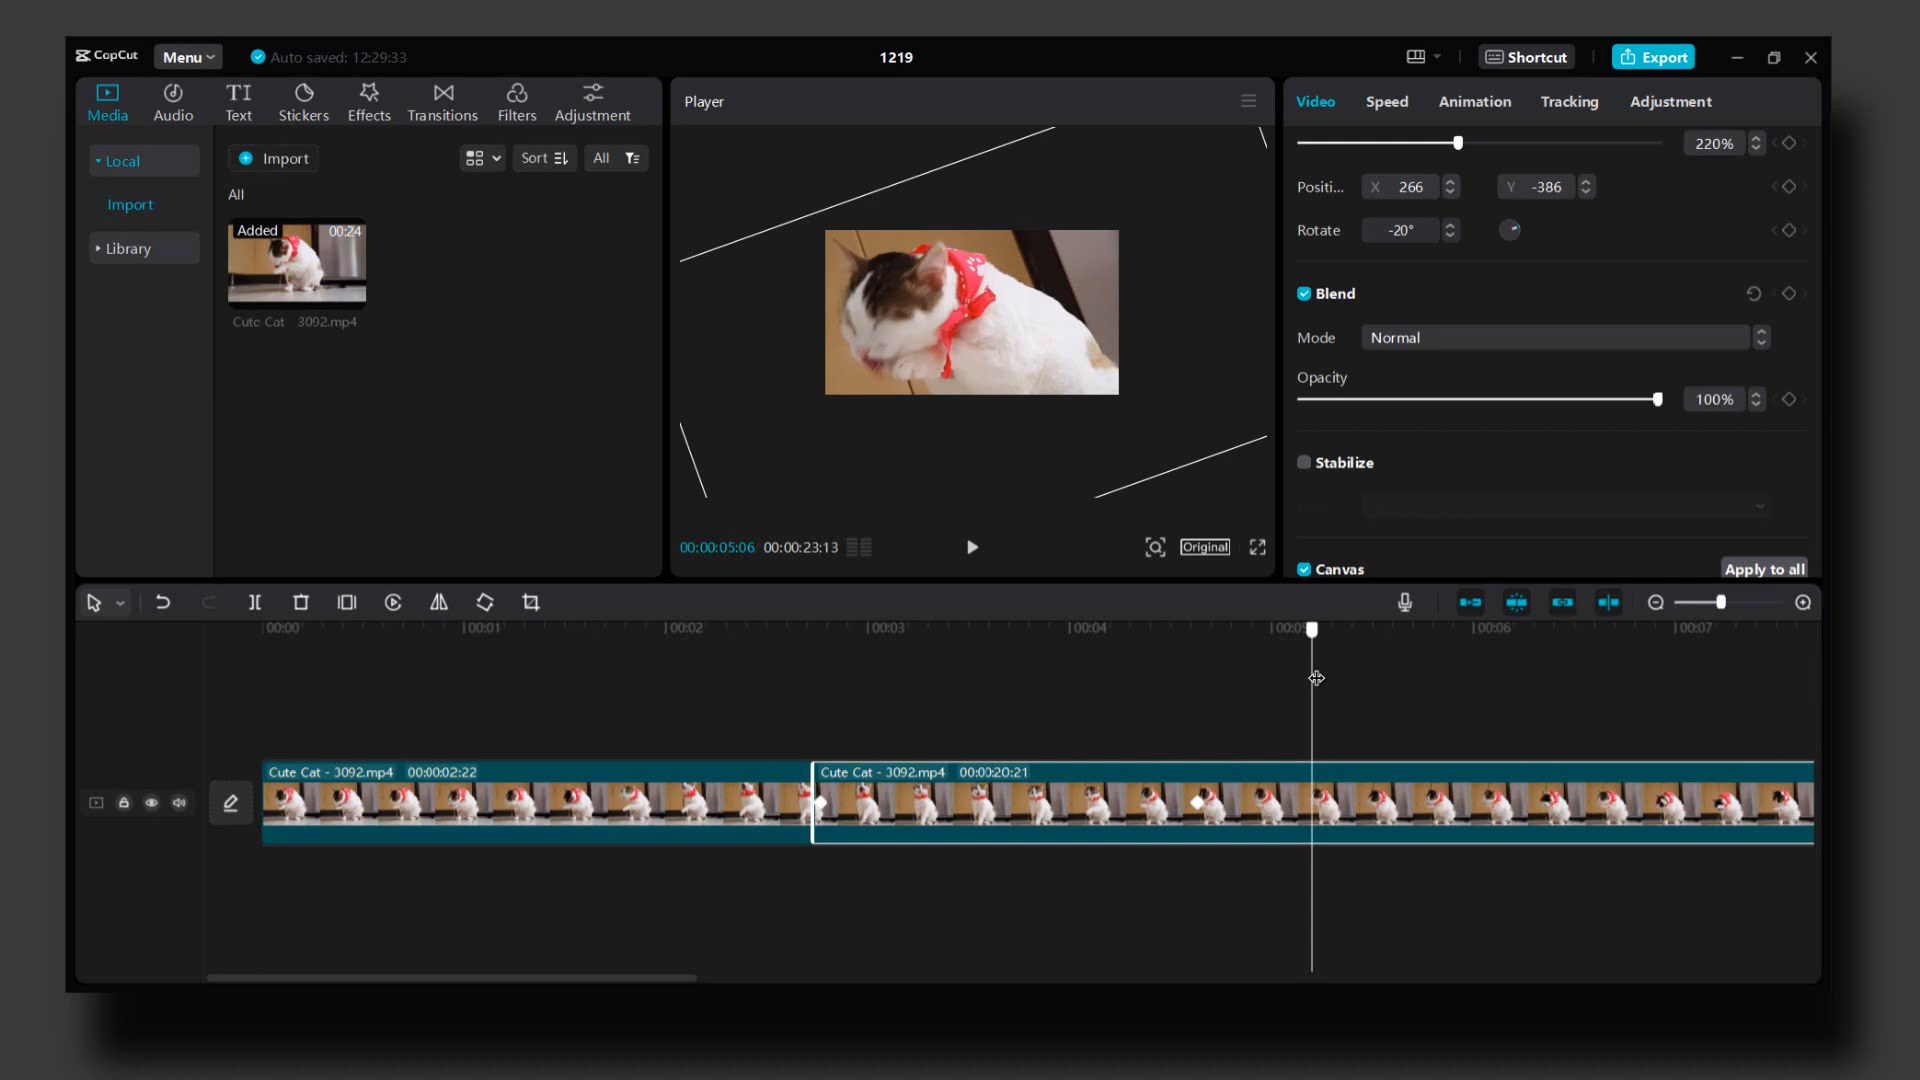 CapCut
Menu
Auto saved: 12:29:33
1219
Shortcut
Export
Media
Audio
TI
Text
Stickers
Effects
Transitions
Filters
Adjustment
Local
Import
Library
Import
Sort
All
All
Added
00:24
Cute Cat - 3092.mp4
Player
00:00:05:06
00:00:23:13
Original
Video
Speed
Animation
Tracking
Adjustment
220%
Positi...
X 266
Y -386
Rotate
-20°
Blend
Mode
Normal
Opacity
100%
Stabilize
Canvas
Apply to all
00:00
00:01
00:02
00:03
00:04
00:06
00:07
Cute Cat - 3092.mp4 00:00:02:22
Cute Cat - 3092.mp4 00:00:20:21